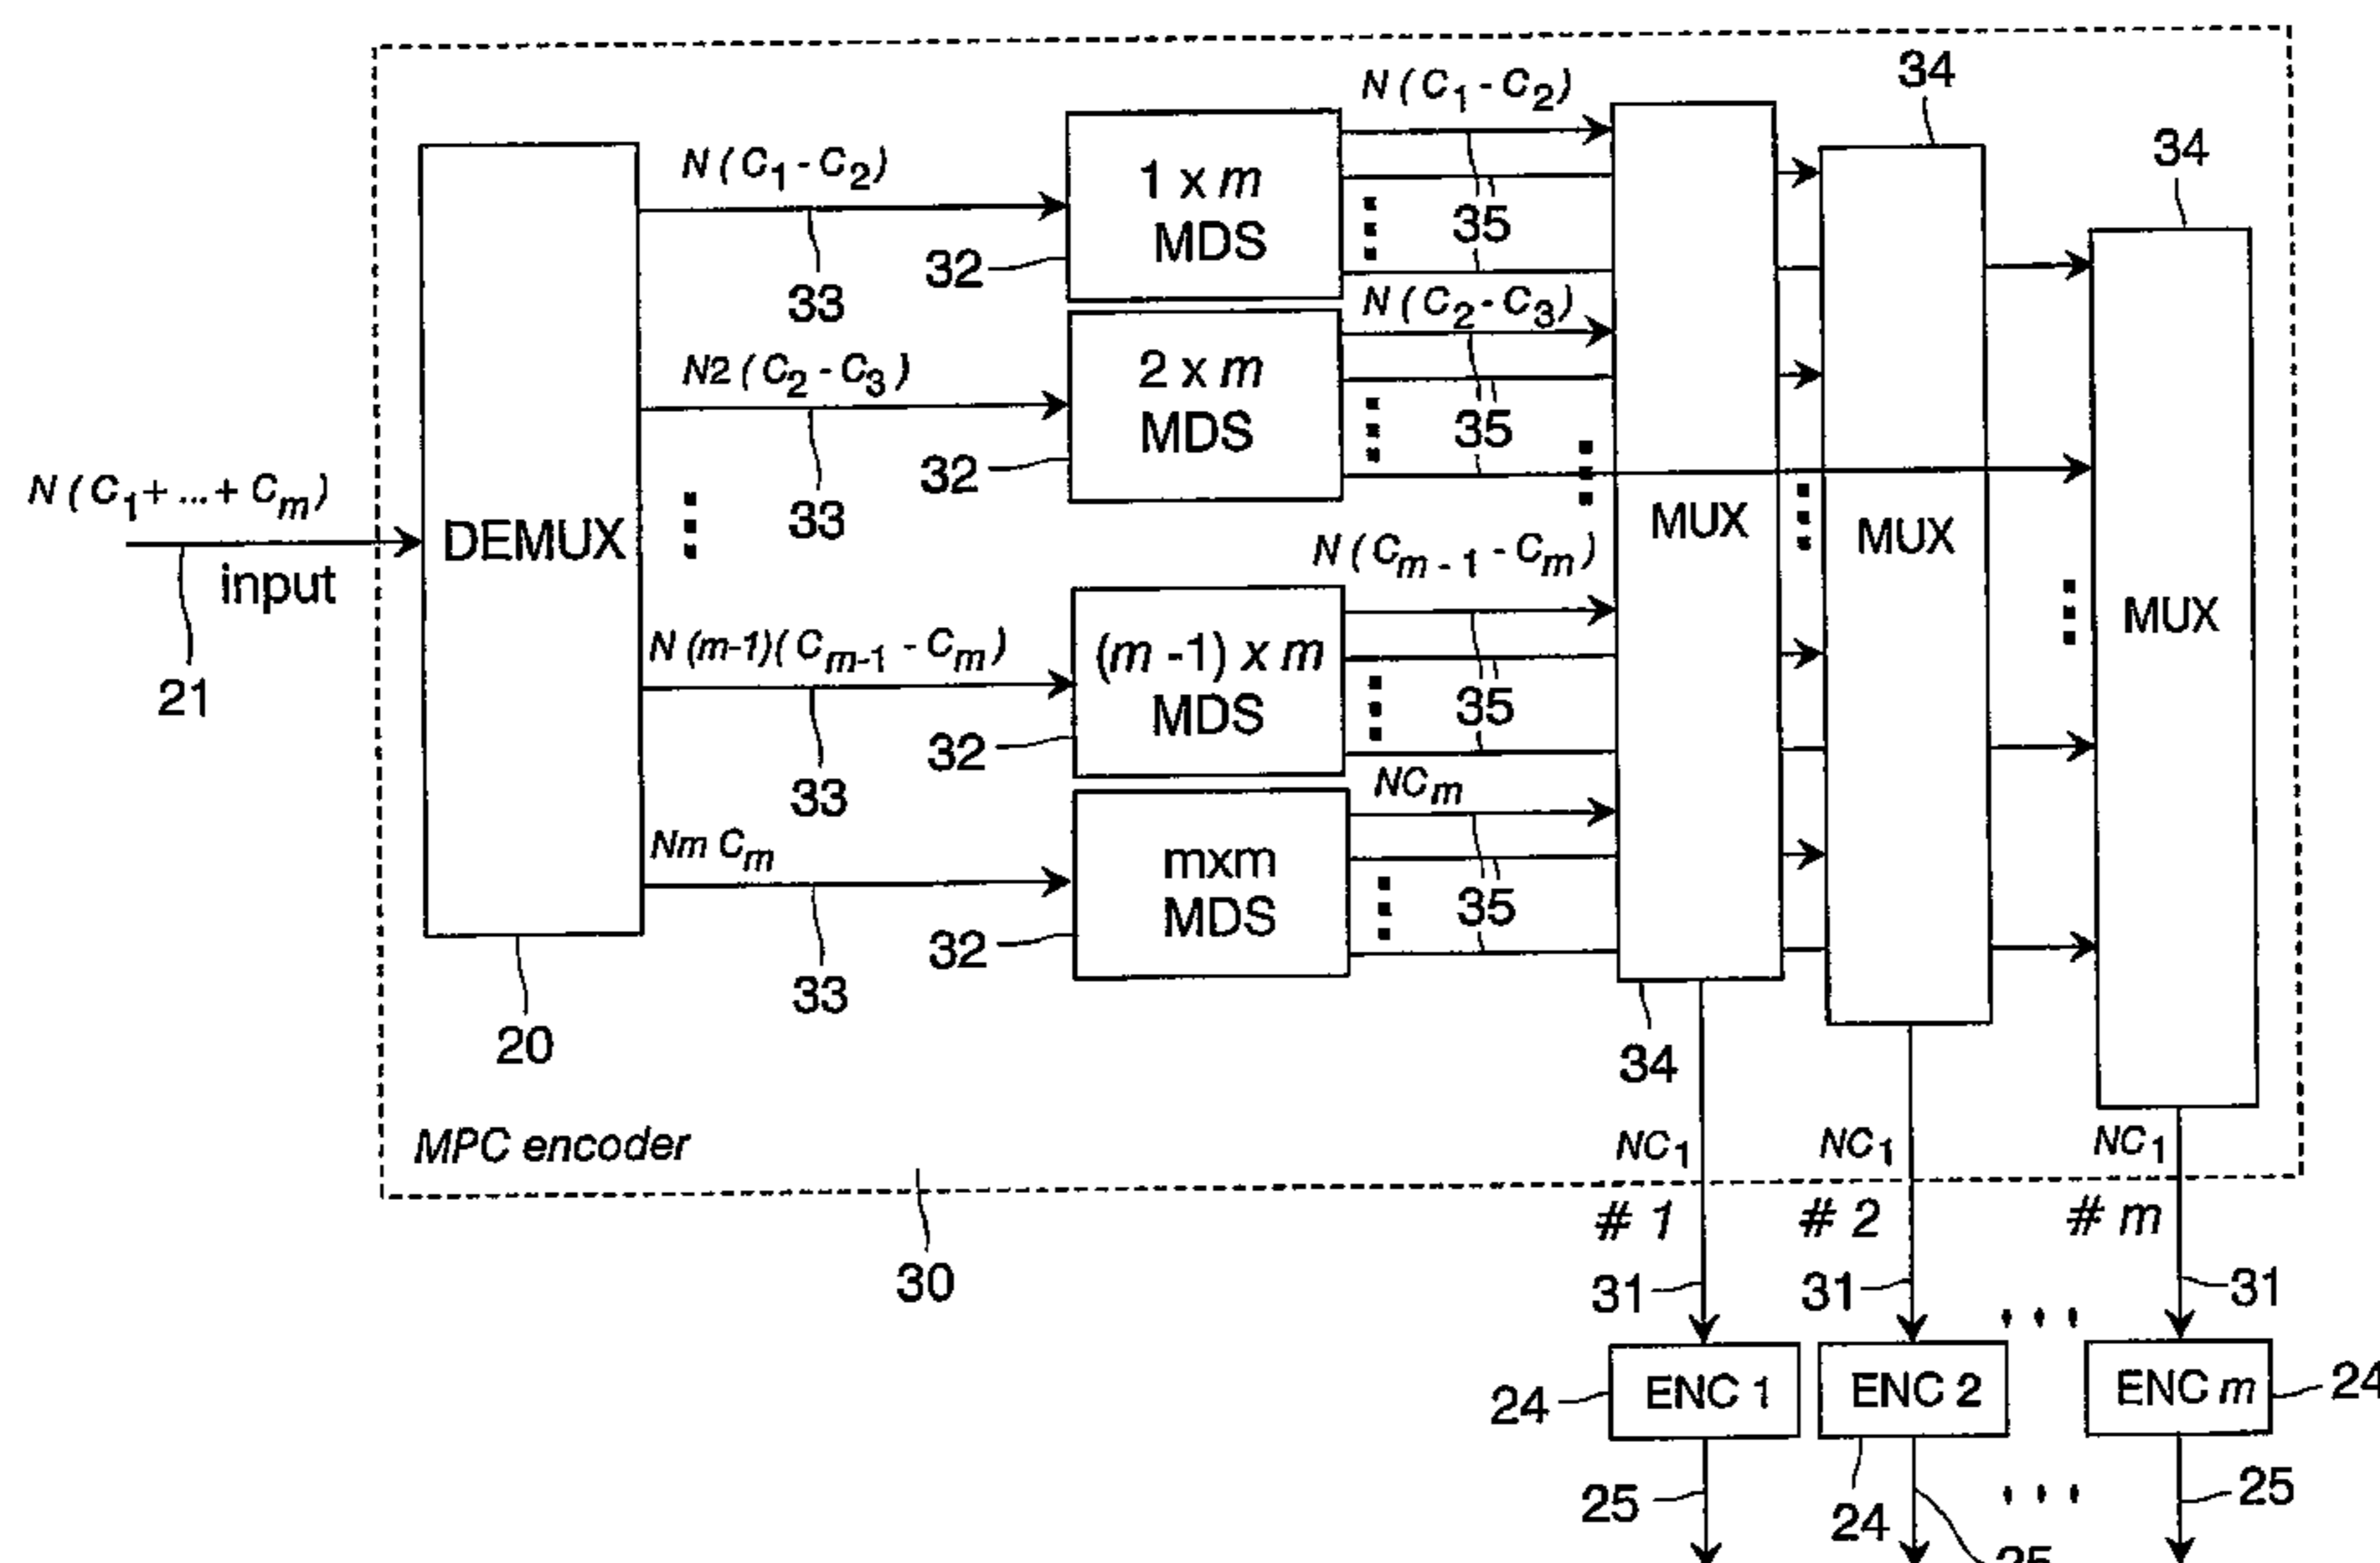 N ( C1 - C2 )
34
34
N ( C1 - C2 )
1 x m
MDS
35
32
33
N ( C2 - C3 )
N2 ( C2 - C3 )
2 x m
MDS
35
32
33
N ( C1 + ... + Cm )
input
21
DEMUX
MUX
MUX
MUX
N ( Cm - 1 - Cm )
N (m-1)( Cm-1 - Cm )
(m -1) x m
MDS
35
32
33
NCm
Nm Cm
mxm
MDS
35
32
33
20
34
MPC encoder
NC1
NC1
NC1
30
# 1
# 2
# m
31
31
31
24
ENC 1
ENC 2
ENC m
24
25
24
25
25